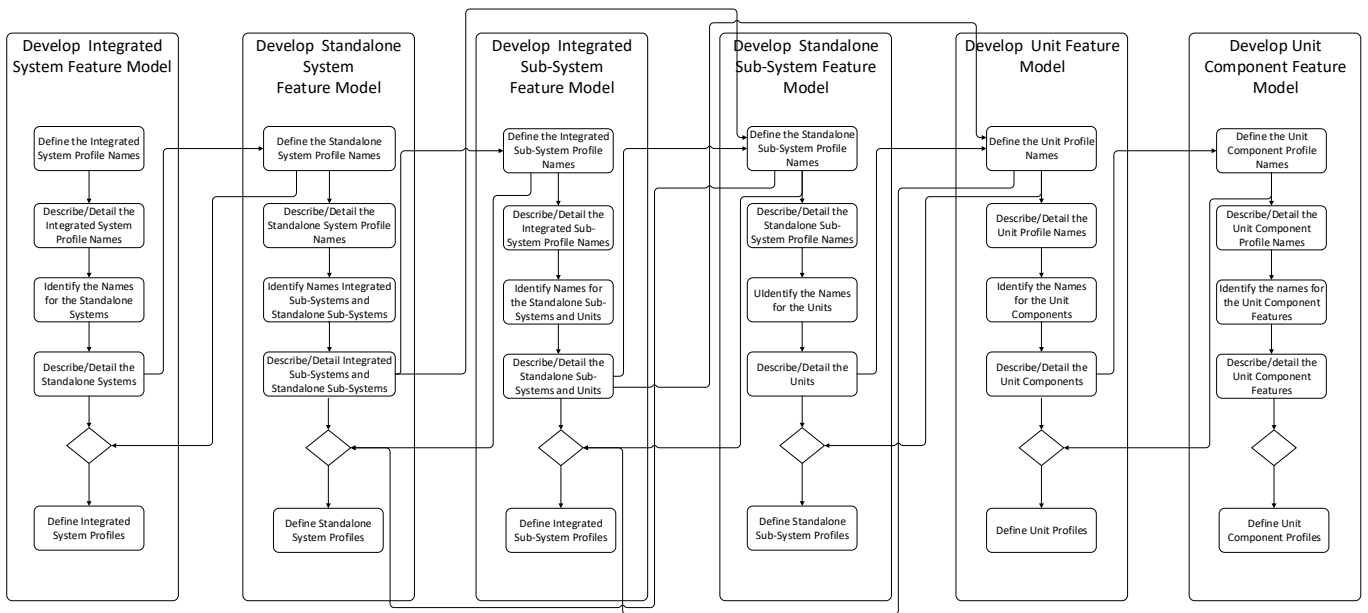 Develop Integrated
System Feature Model
Define the Integrated
System Profile Names
Describe/Detail the
Integrated System
Profile Names
Identify the Names
for the Standalone
Systems
Describe/Detail the
Standalone Systems
Define Integrated
System Profiles
Develop Standalone
System
Feature Model
Define the Standalone
System Profile Names
Describe/Detail the
Standalone System Profile
Names
Identify Names Integrated
Sub-Systems and
Standalone Sub-Systems
Describe/Detail Integrated
Sub-Systems and
Standalone Sub-Systems
Define Standalone
System Profiles
Develop Integrated
Sub-System
Feature Model
Define the Integrated
Sub-System Profile
Names
Describe/Detail the
Integrated Sub-
System Profile Names
Identify Names for
the Standalone Sub-
Systems and Units
Describe/Detail the
Standalone Sub-
Systems and Units
Define Integrated
Sub-System Profiles
Develop Standalone
Sub-System Feature
Model
Define the Standalone
Sub-System Profile
Names
Describe/Detail the
Standalone Sub-
System Profile Names
UIdentify the Names
for the Units
Describe/Detail the
Units
Define Standalone
Sub-System Profiles
Develop Unit Feature
Model
Define the Unit Profile
Names
Describe/Detail the
Unit Profile Names
Identify the Names
for the Unit
Components
Describe/Detail the
Unit Components
Define Unit Profiles
Develop Unit
Component Feature
Model
Define the Unit
Component Profile
Names
Describe/Detail the
Unit Component
Profile Names
Identify the names for
the Unit Component
Features
Describe/detail the
Unit Component
Features
Define Unit
Component Profiles